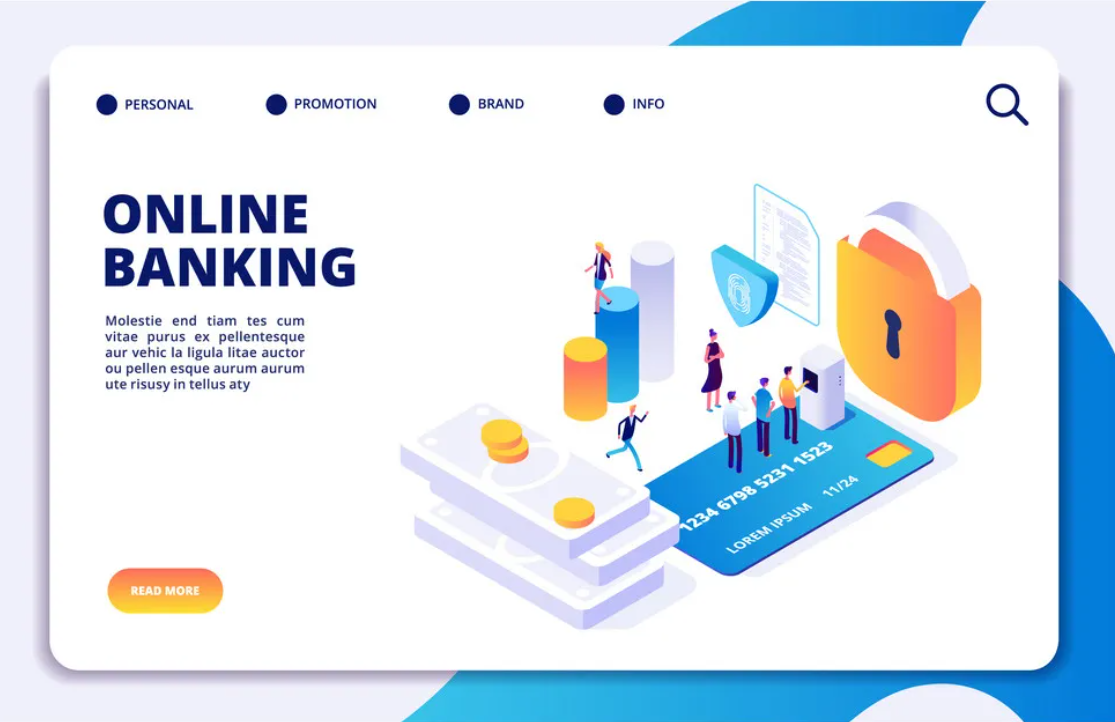 PERSONAL
PROMOTION
BRAND
INFO
ONLINE
BANKING
Molestie end tiam tes cum
vitae purus ex pellentesque
aur vehic la ligula litae auctor
ou pellen esque aurum aurum
ute risusy in tellus aty
1234 6798 5231 1523
LOREM IPSUM 11/24
READ MORE